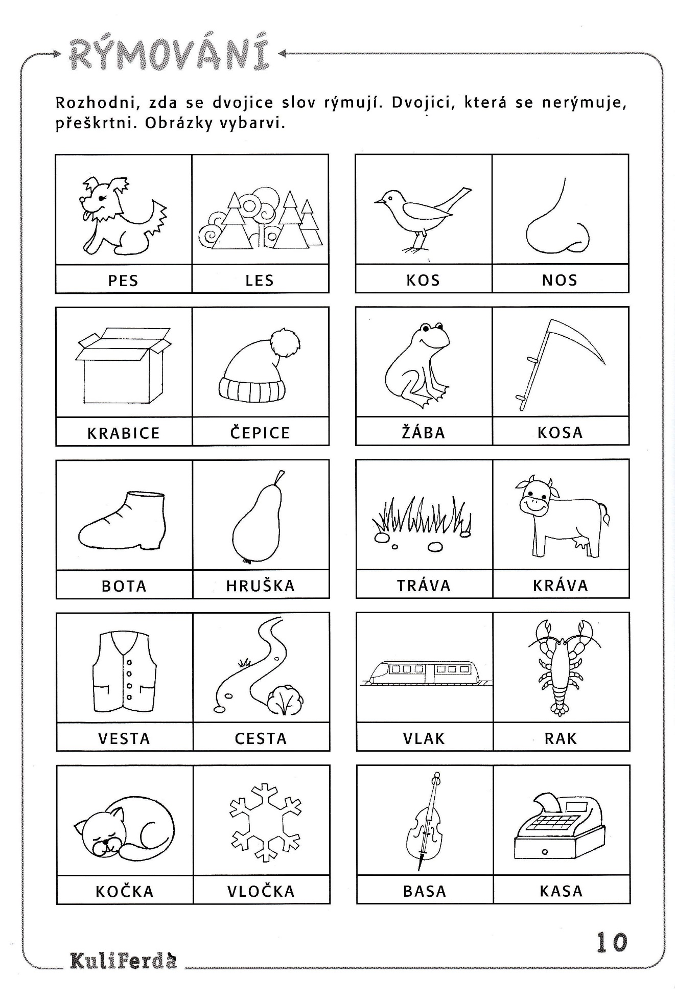 RÝMOVÁNÍ
Rozhodni, zda se dvojice slov rýmují. Dvojici, která se nerýmuje,
přeškrtni. Obrázky vybarvi.
PES LES KOS NOS
KRABICE ČEPICE ŽÁBA KOSA
BOTA HRUŠKA TRÁVA KRÁVA
VESTA CESTA VLAK RAK
KOČKA VLOČKA BASA KASA
10
KuliFerda